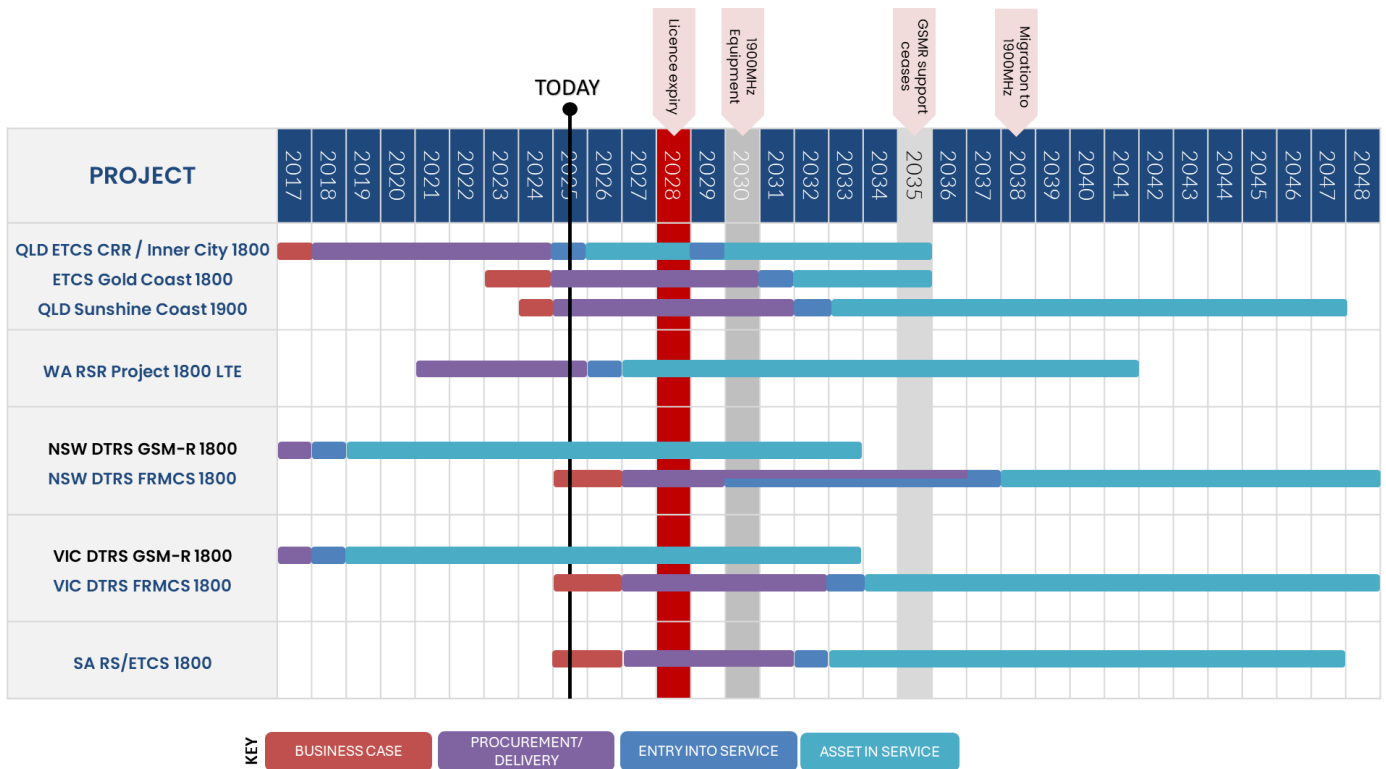 Licence expiry
1900MHz
Equipment
GSMR support
ceases
Migration to
1900MHz
TODAY
PROJECT
2017
2018
2019
2020
2021
2022
2023
2024
2025
2026
2027
2028
2029
2030
2031
2032
2033
2034
2035
2036
2037
2038
2039
2040
2041
2042
2043
2044
2045
2046
2047
2048
QLD ETCS CRR / Inner City 1800
ETCS Gold Coast 1800
QLD Sunshine Coast 1900
WA RSR Project 1800 LTE
NSW DTRS GSM-R 1800
NSW DTRS FRMCS 1800
VIC DTRS GSM-R 1800
VIC DTRS FRMCS 1800
SA RS/ETCS 1800
KEY
BUSINESS CASE
PROCUREMENT/
DELIVERY
ENTRY INTO SERVICE
ASSET IN SERVICE